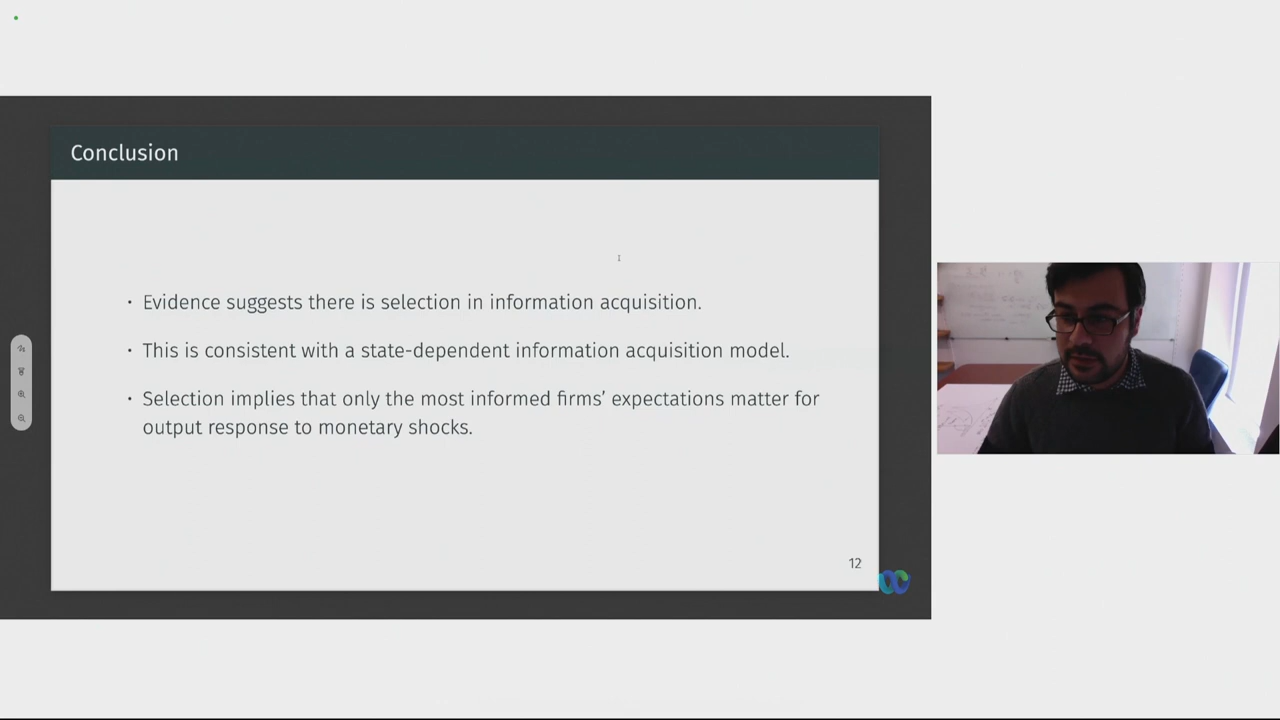 Conclusion
• Evidence suggests there is selection in information acquisition.
• This is consistent with a state-dependent information acquisition model.
• Selection implies that only the most informed firms’ expectations matter for
output response to monetary shocks.
12